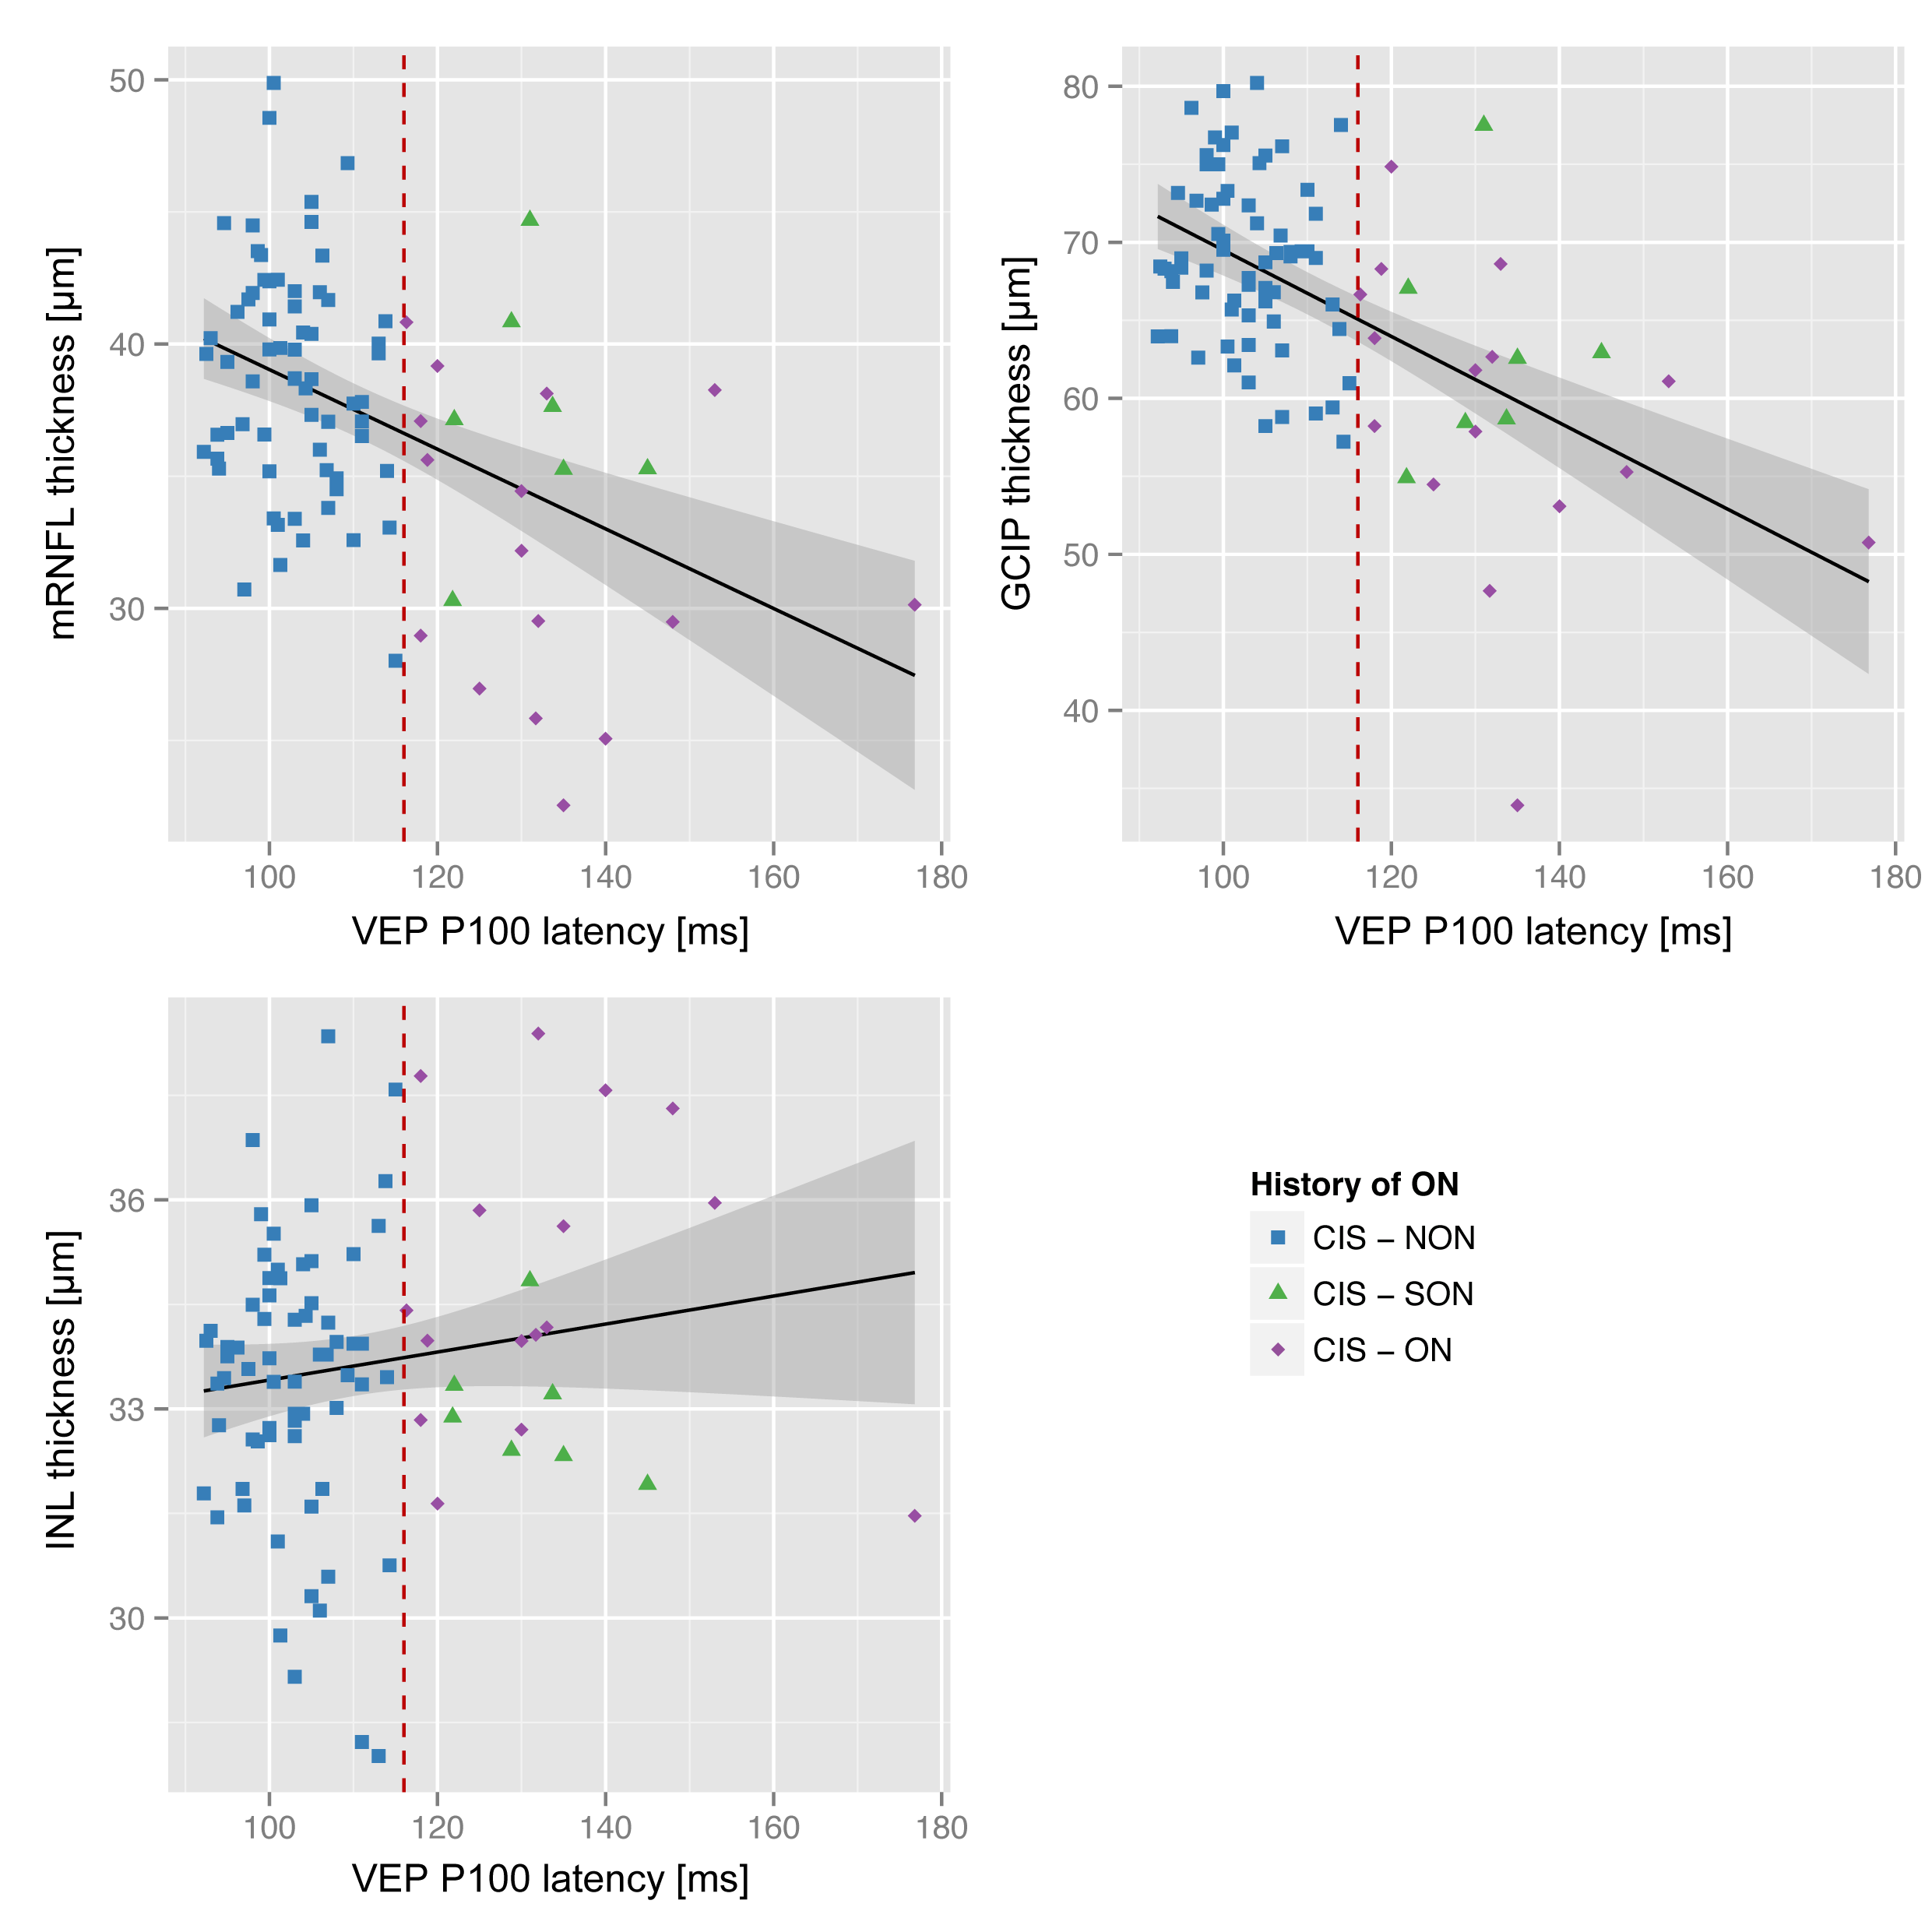 50
40
30
mRNFL thickness [µm]
100 120 140 160 180
VEP P100 latency [ms]
80
70
60
50
40
GCIP thickness [µm]
100 120 140 160 180
VEP P100 latency [ms]
36
33
30
INL thickness [µm]
100 120 140 160 180
VEP P100 latency [ms]
History of ON
CIS – NON
CIS – SON
CIS – ON